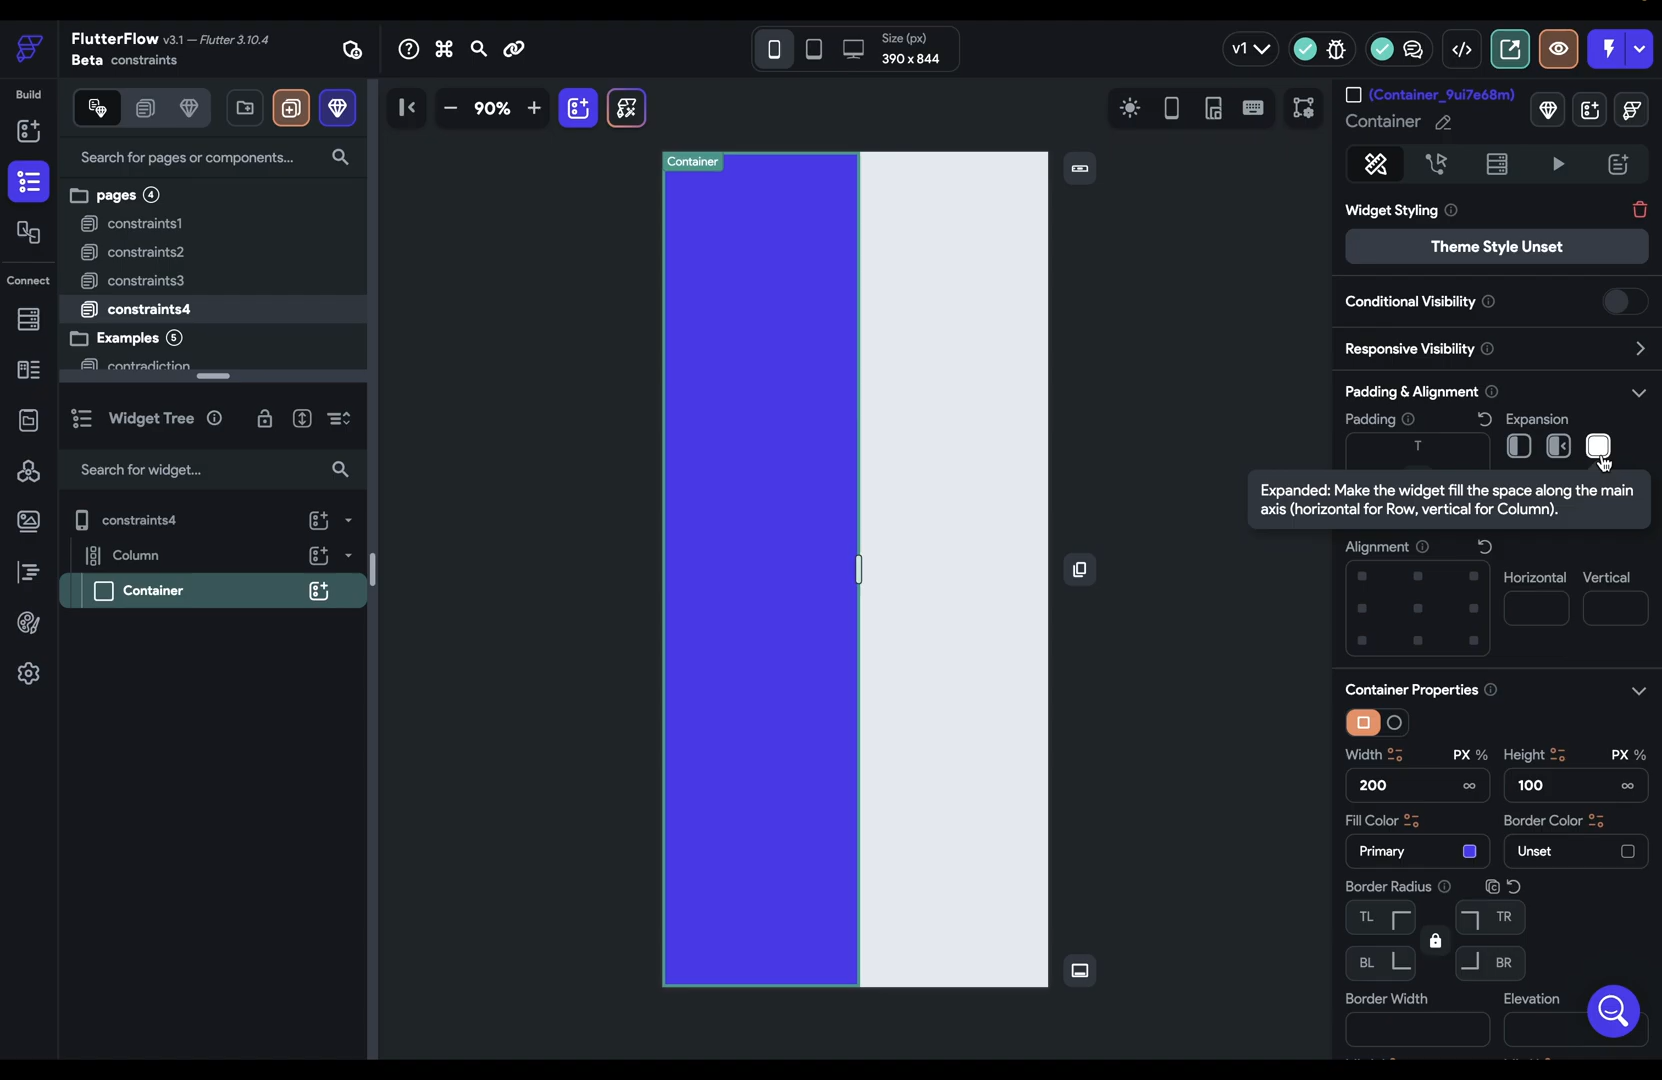 FlutterFlow v3.1 — Flutter 3.10.4
Beta constraints
Size (px)
390 x 844
v1
Build
Connect
90%
Search for pages or components...
pages 4
constraints1
constraints2
constraints3
constraints4
Examples 5
contradiction
Widget Tree
Search for widget...
constraints4
Column
Container
Container
(Container_9ui7e68m)
Container
Widget Styling
Theme Style Unset
Conditional Visibility
Responsive Visibility
Padding & Alignment
Padding
Expansion
T
Expanded: Make the widget fill the space along the main
axis (horizontal for Row, vertical for Column).
Alignment
Horizontal Vertical
Container Properties
Width PX % Height PX %
200 ∞ 100 ∞
Fill Color Border Color
Primary Unset
Border Radius
TL TR
BL BR
Border Width Elevation